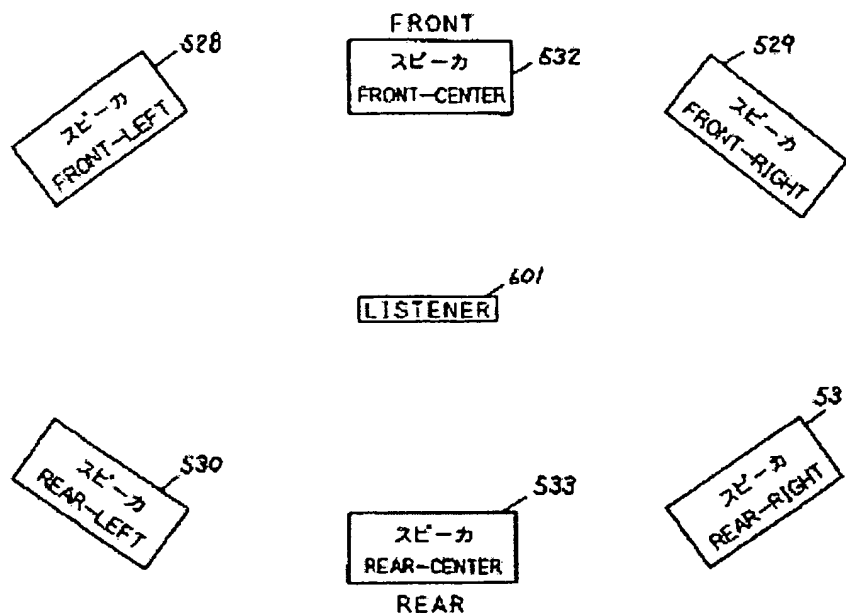 FRONT
528
スピーカ
FRONT-LEFT
532
スピーカ
FRONT-CENTER
529
スピーカ
FRONT-RIGHT
601
LISTENER
530
スピーカ
REAR-LEFT
533
スピーカ
REAR-CENTER
53
スピーカ
REAR-RIGHT
REAR